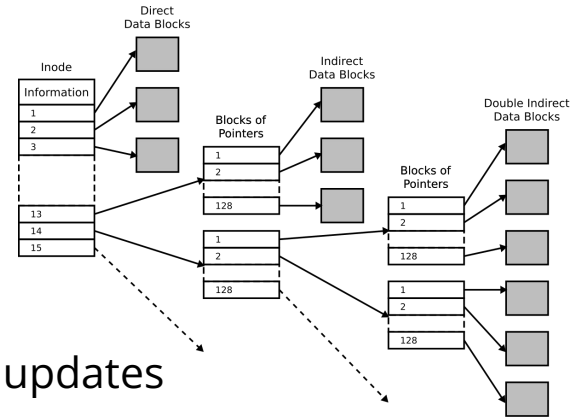 Direct
Data Blocks
Inode
Information
1
2
3
13
14
15
Indirect
Data Blocks
Blocks of
Pointers
1
2
128
1
2
128
Double Indirect
Data Blocks
Blocks of
Pointers
1
2
128
1
2
128
updates